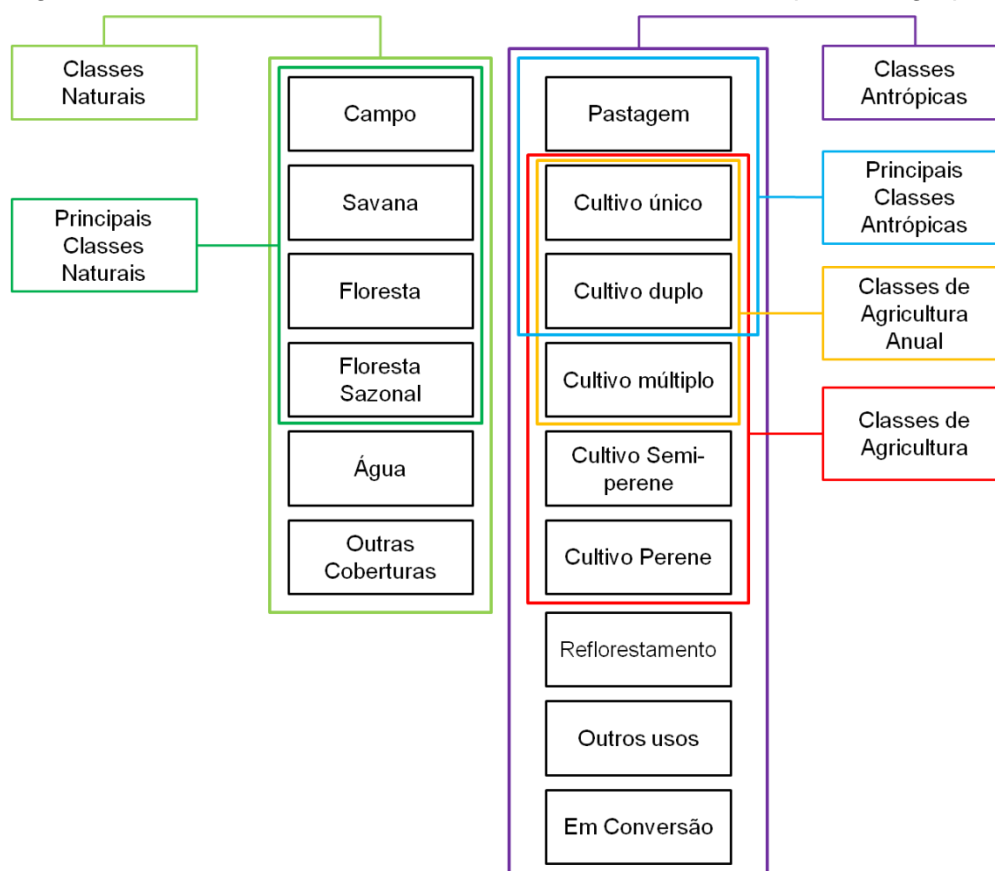 Classes
Naturais
Principais
Classes
Naturais
Campo
Savana
Floresta
Floresta
Sazonal
Água
Outras
Coberturas
Pastagem
Cultivo único
Cultivo duplo
Cultivo múltiplo
Cultivo Semi-
perene
Cultivo Perene
Reflorestamento
Outros usos
Em Conversão
Classes
Antrópicas
Principais
Classes
Antrópicas
Classes de
Agricultura
Anual
Classes de
Agricultura